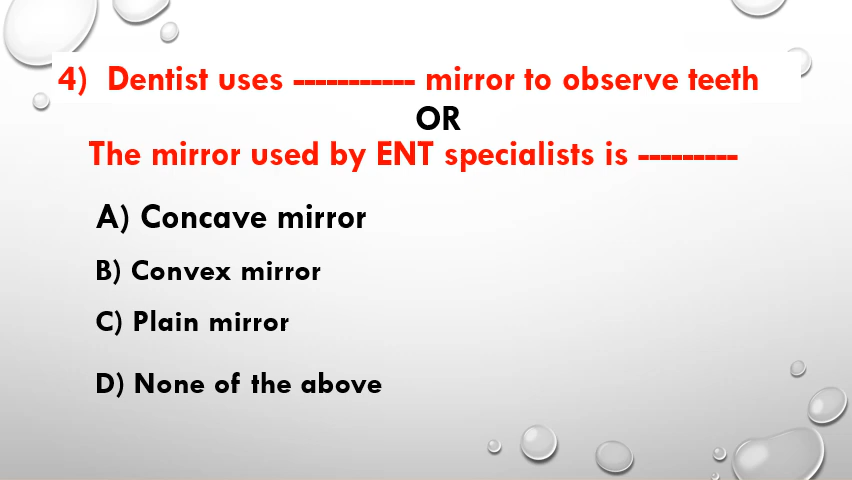 4) Dentist uses ----------- mirror to observe teeth
OR
The mirror used by ENT specialists is ---------
A) Concave mirror
B) Convex mirror
C) Plain mirror
D) None of the above